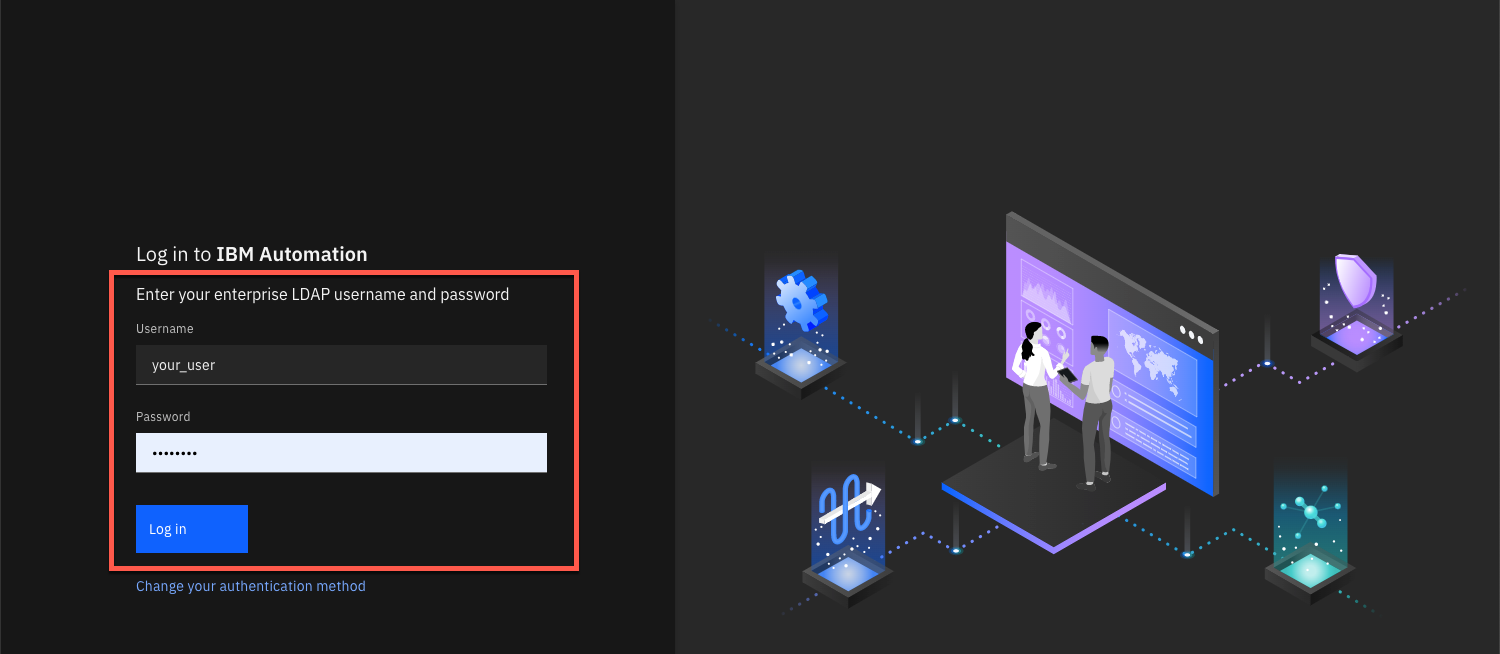 Log in to IBM Automation
Enter your enterprise LDAP username and password
Username
your_user
Password
••••••••
Log in
Change your authentication method